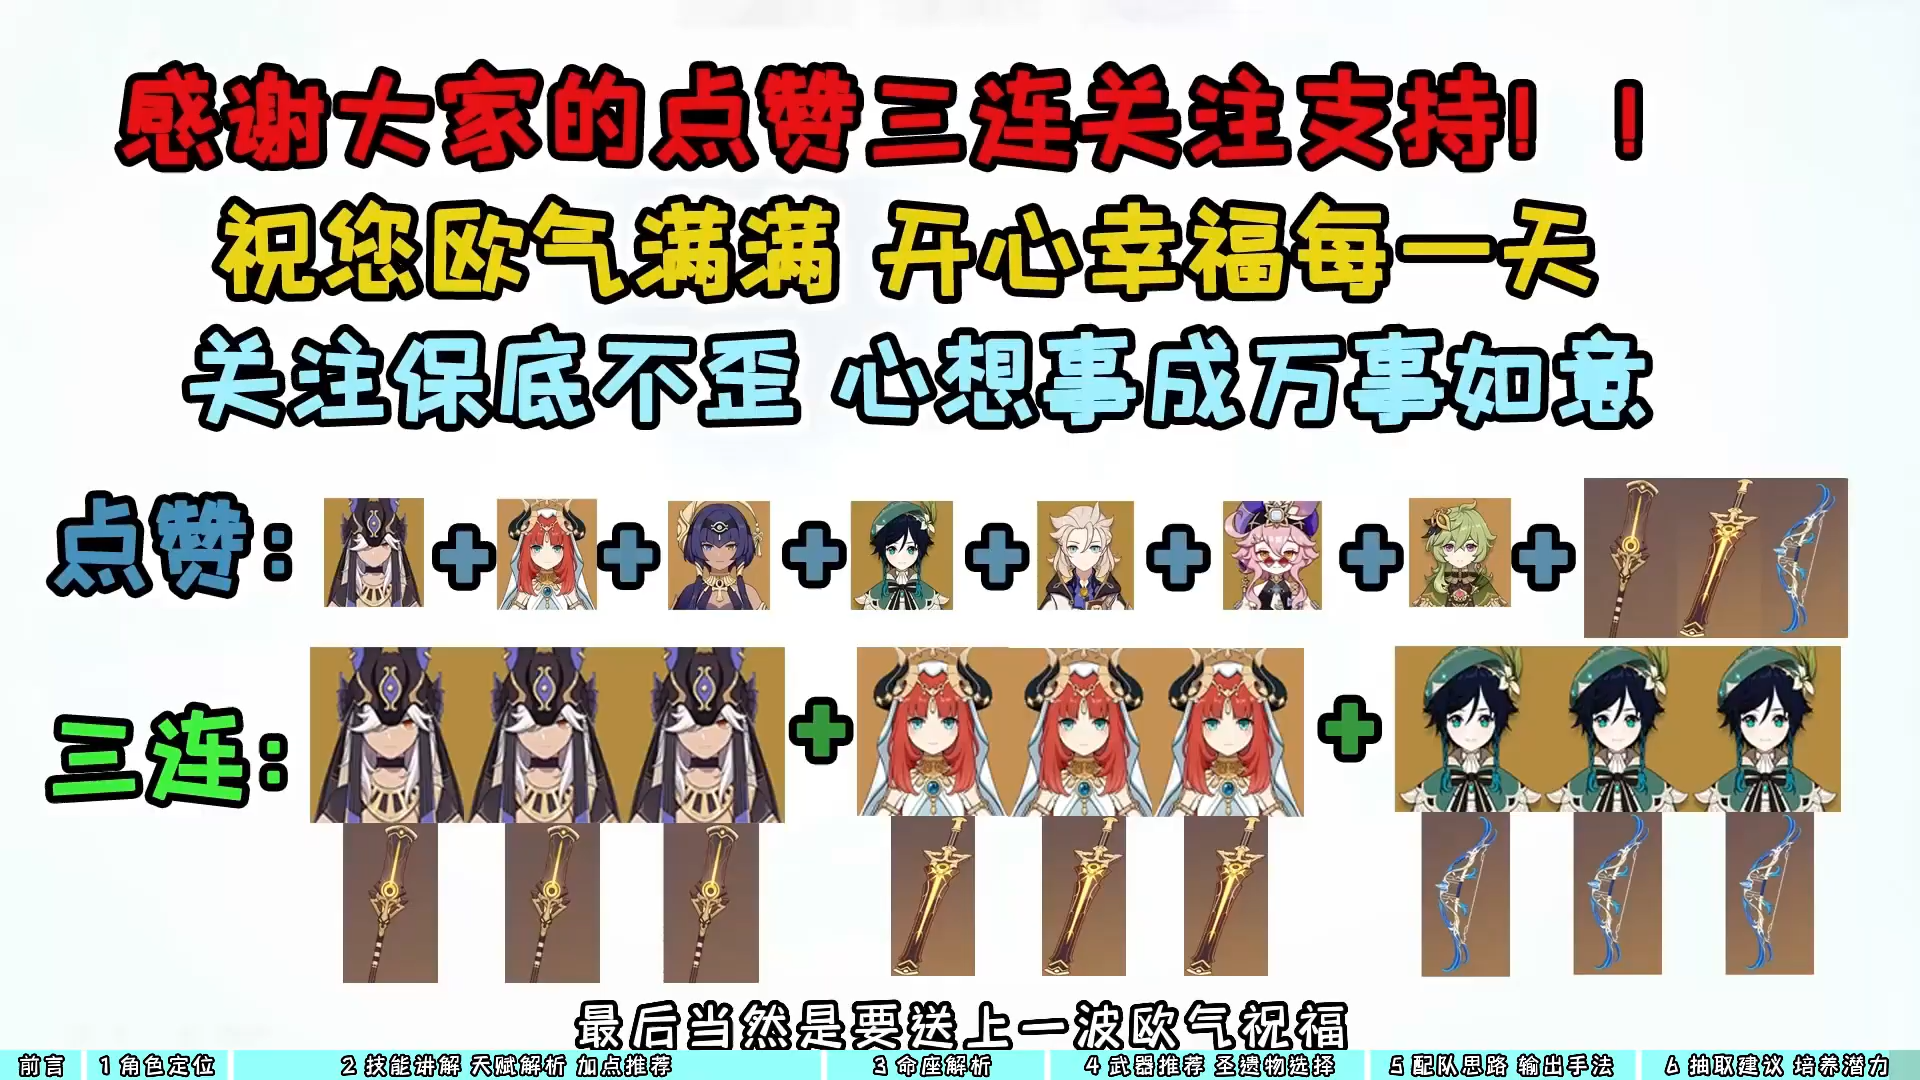 感谢大家的点赞三连关注支持！！
祝您欧气满满 开心幸福每一天
关注保底不歪 心想事成万事如意
点赞：
三连：
最后当然是要送上一波欧气祝福
前言 1 角色定位 2 技能讲解 天赋解析 加点推荐 3 命座解析 4 武器推荐 圣遗物选择 5 配队思路 输出手法 6 抽取建议 培养潜力